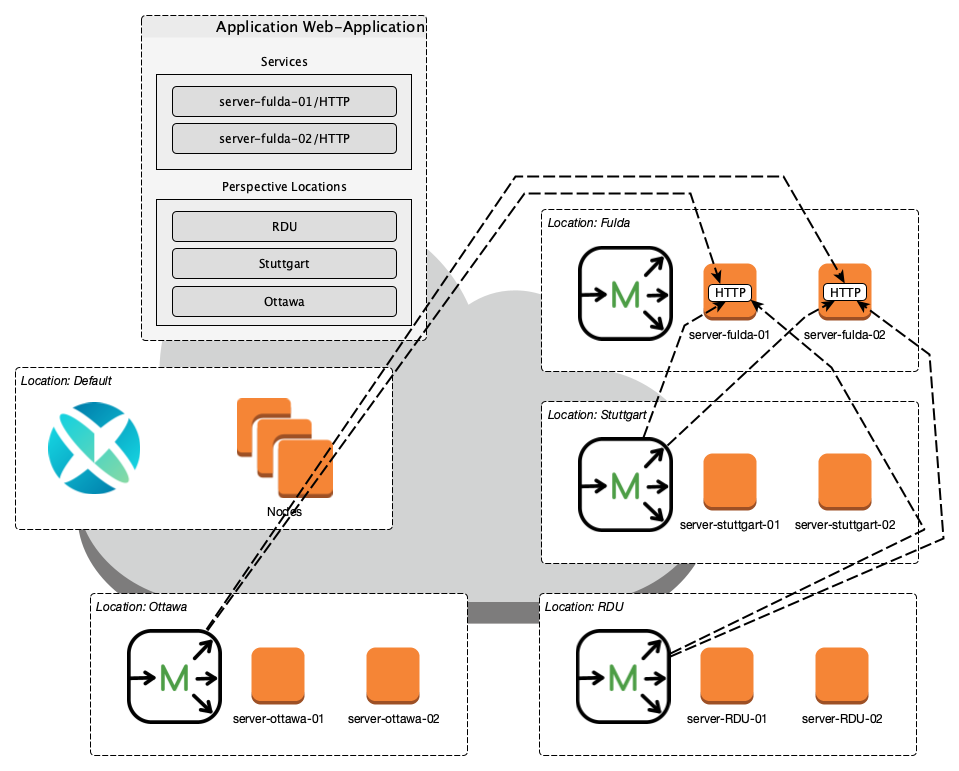 Application Web-Application
Services
server-fulda-01/HTTP
server-fulda-02/HTTP
Perspective Locations
RDU
Stuttgart
Ottawa
Location: Fulda
HTTP
HTTP
server-fulda-01
server-fulda-02
Location: Default
Nodes
Location: Stuttgart
M
M
server-stuttgart-01
server-stuttgart-02
Location: Ottawa
M
server-ottawa-01
server-ottawa-02
Location: RDU
M
server-RDU-01
server-RDU-02